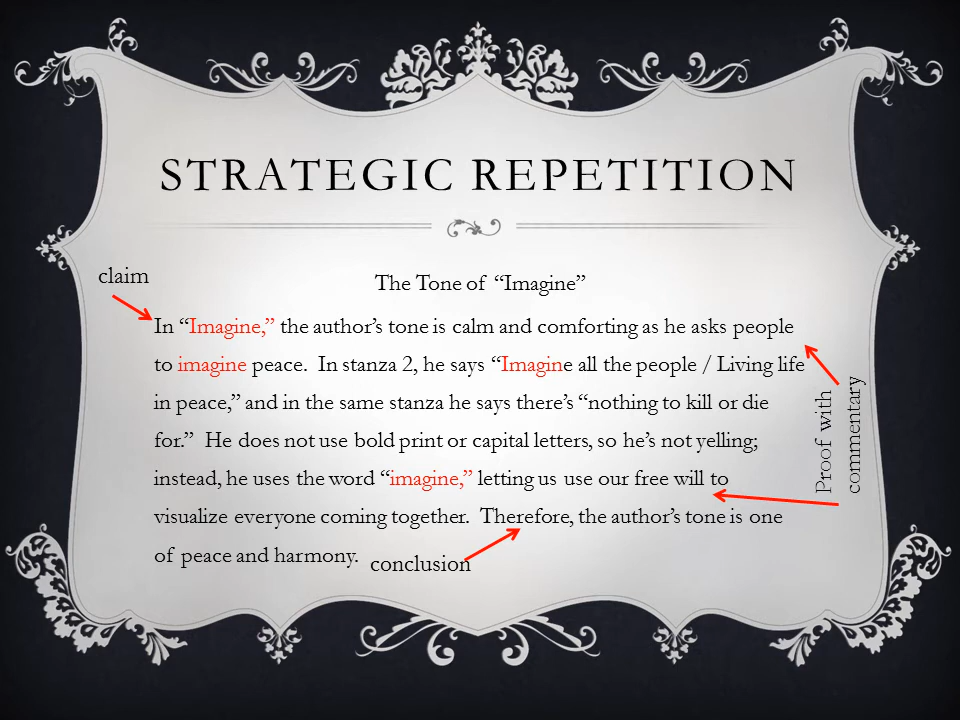 STRATEGIC REPETITION
claim
The Tone of “Imagine”
In “Imagine,” the author’s tone is calm and comforting as he asks people
to imagine peace.  In stanza 2, he says “Imagine all the people / Living life
in peace,” and in the same stanza he says there’s “nothing to kill or die
for.”  He does not use bold print or capital letters, so he’s not yelling;
instead, he uses the word “imagine,” letting us use our free will to
visualize everyone coming together.  Therefore, the author’s tone is one
of peace and harmony.
conclusion
Proof with
commentary